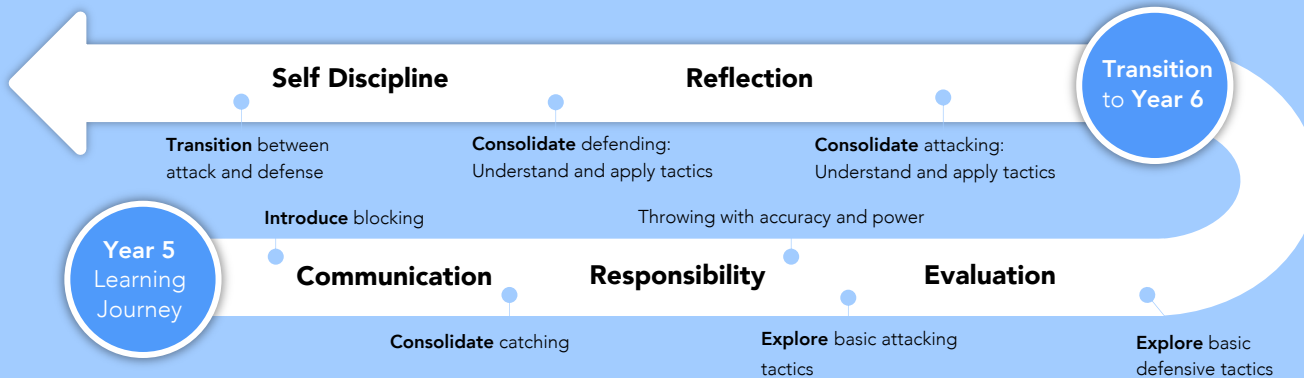 Self Discipline
Reflection
Transition
to Year 6
Transition between
attack and defense
Consolidate defending:
Understand and apply tactics
Consolidate attacking:
Understand and apply tactics
Introduce blocking
Throwing with accuracy and power
Year 5
Learning
Journey
Communication
Responsibility
Evaluation
Consolidate catching
Explore basic attacking
tactics
Explore basic
defensive tactics